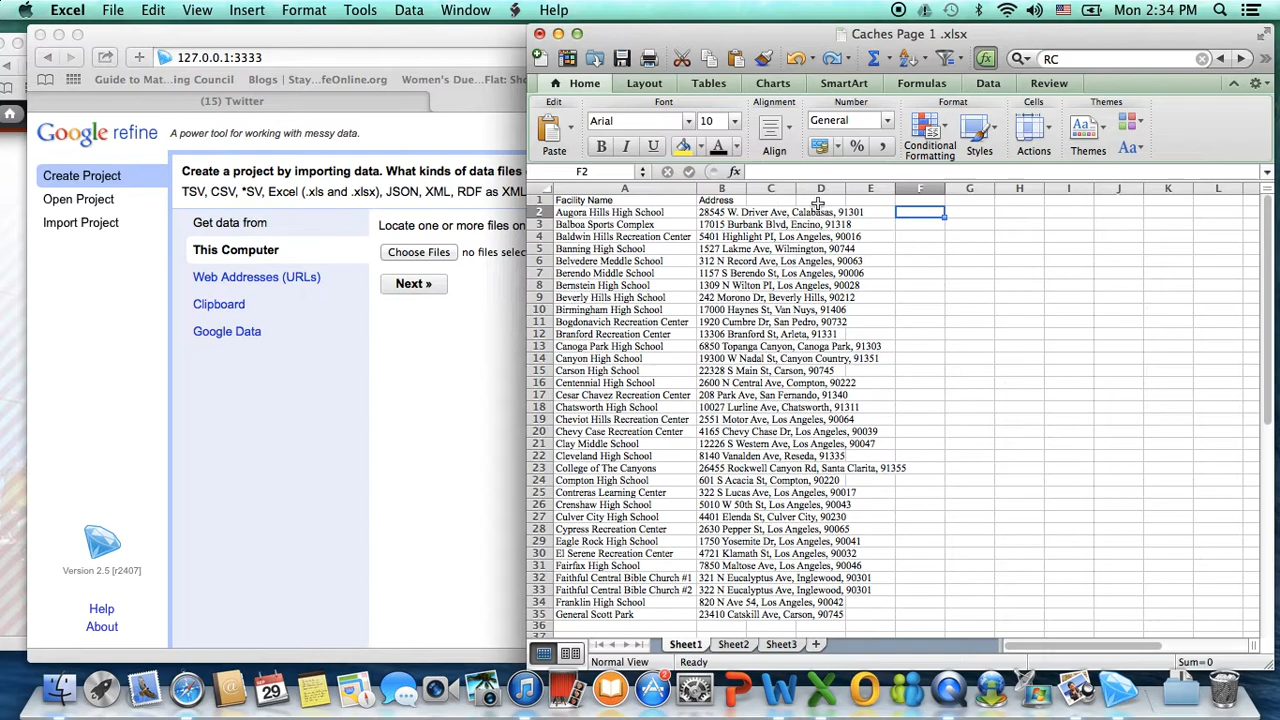 Excel File Edit View Insert Format Tools Data Window Help Mon 2:34 PM
127.0.0.1:3333
Guide to Mat...ing Council Blogs | Stay...feOnline.org Women's Due...Flat: Sh
(15) Twitter
Google refine A power tool for working with messy data.
Create Project
Open Project
Import Project
Create a project by importing data. What kinds of data files
TSV, CSV, *SV, Excel (.xls and .xlsx), JSON, XML, RDF as XML
Get data from
This Computer
Web Addresses (URLs)
Clipboard
Google Data
Locate one or more files on
Choose Files no files selec
Next »
Version 2.5 [r2407]
Help
About
Caches Page 1 .xlsx
RC
Home Layout Tables Charts SmartArt Formulas Data Review
Edit Font Alignment Number Format Cells Themes
Arial 10 General
Paste B I U A Align % , Conditional Formatting Styles Actions Themes Aa
F2 fx
A B C D E F G H I J K L
1 Facility Name Address
2 Augora Hills High School 28545 W. Driver Ave, Calabasas, 91301
3 Balboa Sports Complex 17015 Burbank Blvd, Encino, 91318
4 Baldwin Hills Recreation Center 5401 Highlight Pl, Los Angeles, 90016
5 Banning High School 1527 Lakme Ave, Wilmington, 90744
6 Belvedere Meddle School 312 N Record Ave, Los Angeles, 90063
7 Berendo Middle School 1157 S Berendo St, Los Angeles, 90006
8 Bernstein High School 1309 N Wilton Pl, Los Angeles, 90028
9 Beverly Hills High School 242 Morono Dr, Beverly Hills, 90212
10 Birmingham High School 17000 Haynes St, Van Nuys, 91406
11 Bogdonavich Recreation Center 1920 Cumbre Dr, San Pedro, 90732
12 Branford Recreation Center 13306 Branford St, Arleta, 91331
13 Canoga Park High School 6850 Topanga Canyon, Canoga Park, 91303
14 Canyon High School 19300 W Nadal St, Canyon Country, 91351
15 Carson High School 22328 S Main St, Carson, 90745
16 Centennial High School 2600 N Central Ave, Compton, 90222
17 Cesar Chavez Recreation Center 208 Park Ave, San Fernando, 91340
18 Chatsworth High School 10027 Lurline Ave, Chatsworth, 91311
19 Cheviot Hills Recreation Center 2551 Motor Ave, Los Angeles, 90064
20 Chevy Case Recreation Center 4165 Chevy Chase Dr, Los Angeles, 90039
21 Clay Middle School 12226 S Western Ave, Los Angeles, 90047
22 Cleveland High School 8140 Vanalden Ave, Reseda, 91335
23 College of The Canyons 26455 Rockwell Canyon Rd, Santa Clarita, 91355
24 Compton High School 601 S Acacia St, Compton, 90220
25 Contreras Learning Center 322 S Lucas Ave, Los Angeles, 90017
26 Crenshaw High School 5010 W 50th St, Los Angeles, 90043
27 Culver City High School 4401 Elenda St, Culver City, 90230
28 Cypress Recreation Center 2630 Pepper St, Los Angeles, 90065
29 Eagle Rock High School 1750 Yosemite Dr, Los Angeles, 90041
30 El Serene Recreation Center 4721 Klamath St, Los Angeles, 90032
31 Fairfax High School 7850 Maltose Ave, Los Angeles, 90046
32 Faithful Central Bible Church #1 321 N Eucalyptus Ave, Inglewood, 90301
33 Faithful Central Bible Church #2 322 N Eucalyptus Ave, Inglewood, 90301
34 Franklin High School 820 N Ave 54, Los Angeles, 90042
35 General Scott Park 23410 Catskill Ave, Carson, 90745
36
37
Sheet1 Sheet2 Sheet3 +
Normal View Ready Sum=0